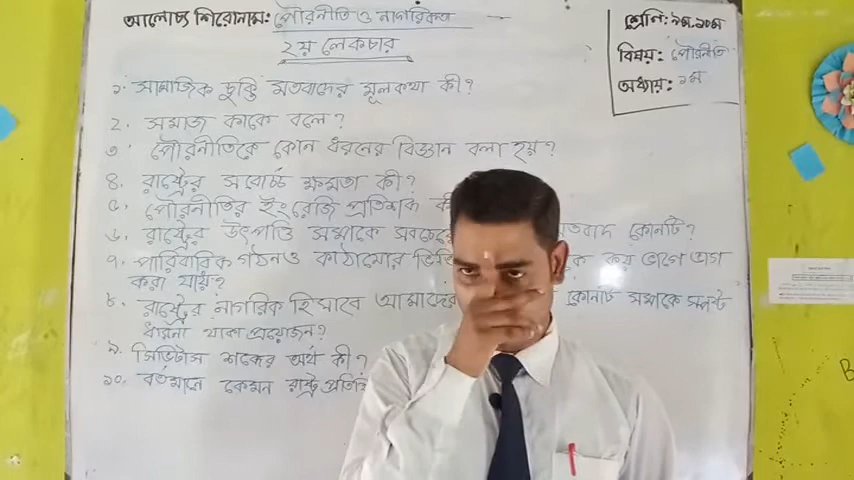 আলোচ্য শিরোনাম: পৌরনীতি ও নাগরিকতা
২য় লেকচার
শ্রেণি: ৯ম-১০ম
বিষয়: পৌরনীতি
অধ্যায়: ১ম
১. সামাজিক চুক্তি মতবাদের মূলকথা কী?
২. সমাজ কাকে বলে?
৩. পৌরনীতিকে কোন ধরনের বিজ্ঞান বলা হয়?
৪. রাষ্ট্রের সর্বোচ্চ ক্ষমতা কী?
৫. পৌরনীতির ইংরেজি প্রতিশব্দ কী
৬. রাষ্ট্রের উৎপত্তি সম্পর্কে সবচেয়ে মতবাদ কোনটি?
৭. পারিবারিক গঠন ও কাঠামোর ভিত্তি কয় ভাগে ভাগ
করা যায়?
৮. রাষ্ট্রের নাগরিক হিসাবে আমাদের কোনটি সম্পর্কে স্পষ্ট
ধারনা থাকা প্রয়োজন?
৯. সিভিটাস শব্দের অর্থ কী?
১০. বর্তমানে কেমন রাষ্ট্র